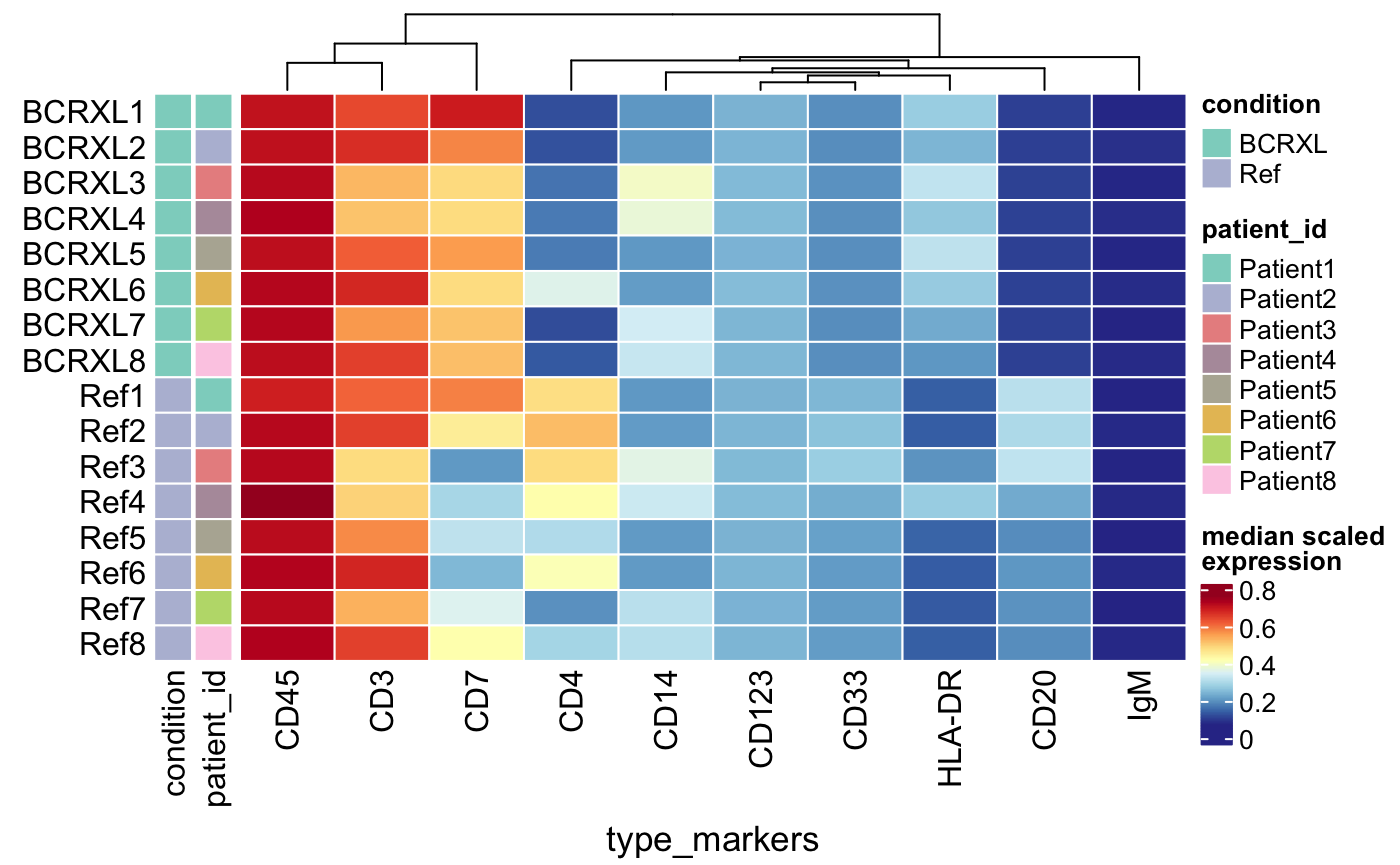 BCRXL1
BCRXL2
BCRXL3
BCRXL4
BCRXL5
BCRXL6
BCRXL7
BCRXL8
Ref1
Ref2
Ref3
Ref4
Ref5
Ref6
Ref7
Ref8
condition
patient_id
CD45
CD3
CD7
CD4
CD14
CD123
CD33
HLA-DR
CD20
IgM
type_markers
condition
BCRXL
Ref
patient_id
Patient1
Patient2
Patient3
Patient4
Patient5
Patient6
Patient7
Patient8
median scaled
expression
0.8
0.6
0.4
0.2
0